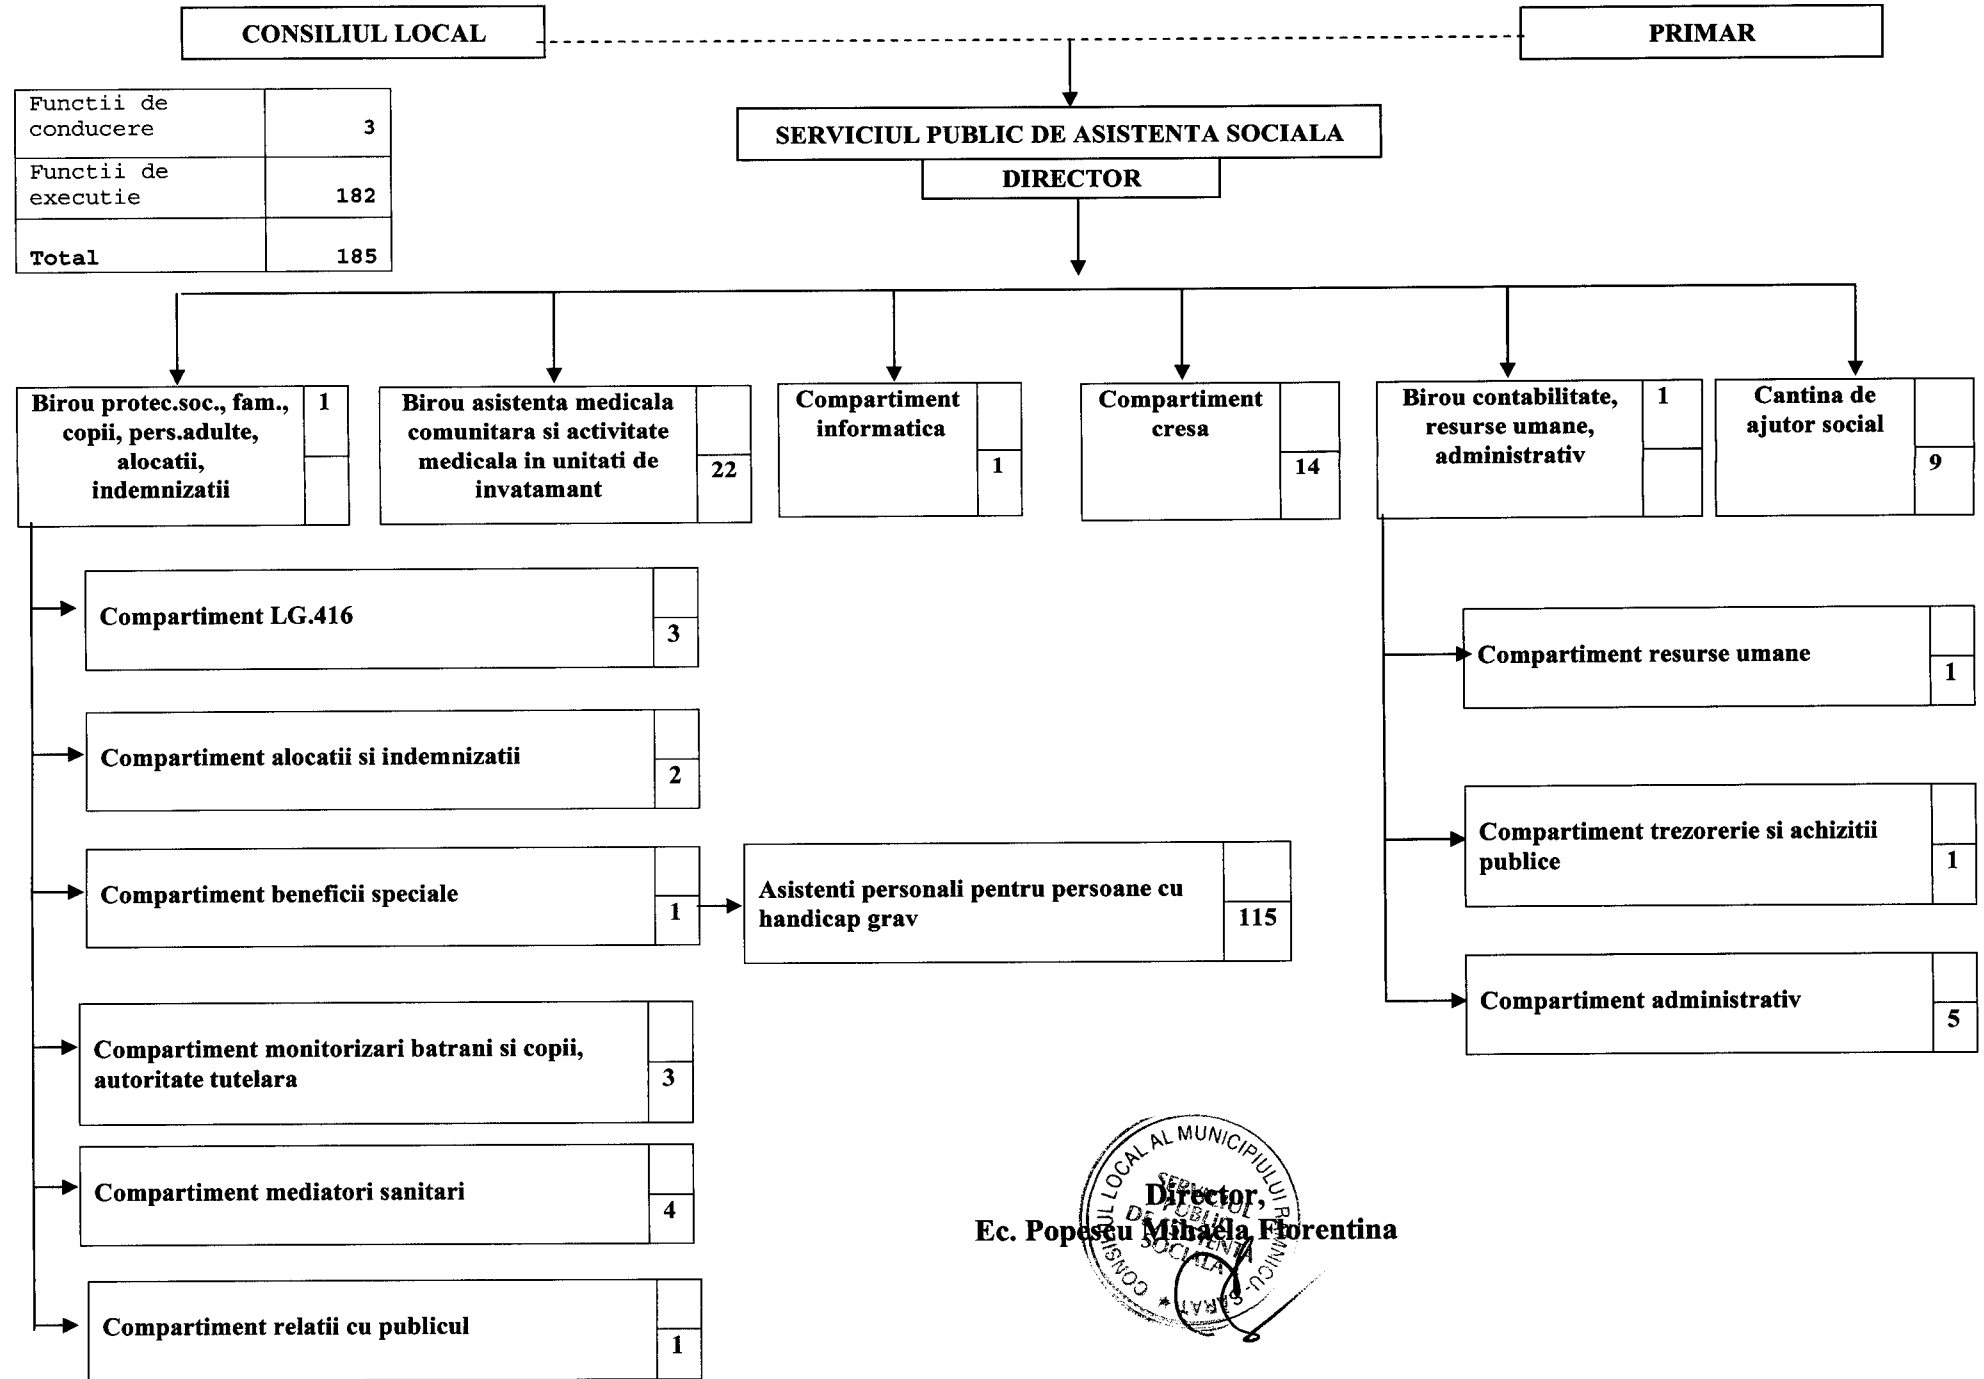 CONSILIUL LOCAL
PRIMAR
Functii de
conducere 3
Functii de
executie 182
Total 185
SERVICIUL PUBLIC DE ASISTENTA SOCIALA
DIRECTOR
Birou protec.soc., fam.,
copii, pers.adulte,
alocatii,
indemnizatii
1
Birou asistenta medicala
comunitara si activitate
medicala in unitati de
invatamant
22
Compartiment
informatica
1
Compartiment
cresa
14
Birou contabilitate,
resurse umane,
administrativ
1
Cantina de
ajutor social
9
Compartiment LG.416
3
Compartiment alocatii si indemnizatii
2
Compartiment beneficii speciale
1
Asistenti personali pentru persoane cu
handicap grav
115
Compartiment monitorizari batrani si copii,
autoritate tutelara
3
Compartiment mediatori sanitari
4
Compartiment relatii cu publicul
1
Compartiment resurse umane
1
Compartiment trezorerie si achizitii
publice
1
Compartiment administrativ
5
Director,
Ec. Popescu Mihaela Florentina
CONSILIUL LOCAL AL MUNICIPIULUI
SERVICIUL
PUBLIC
SOCIALA